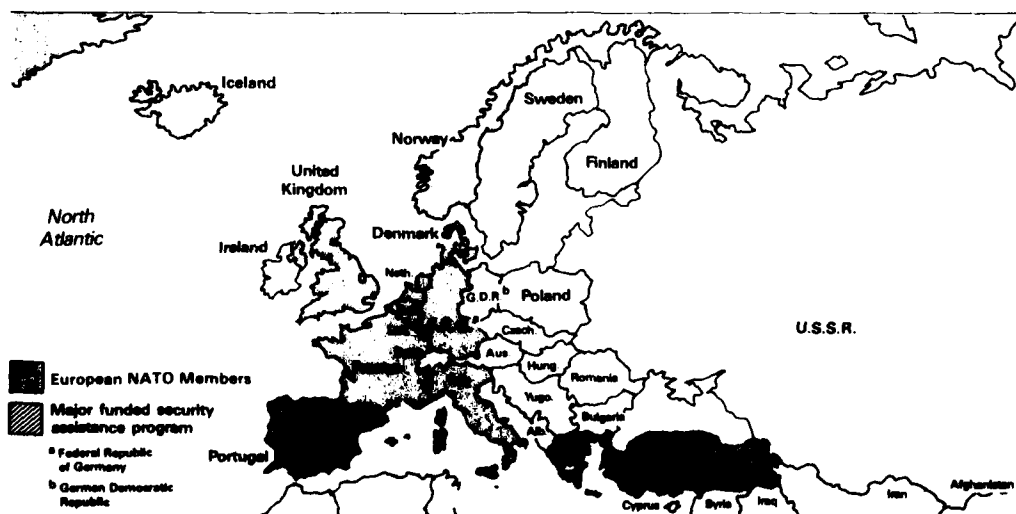 Iceland
Sweden
Norway
Finland
United
Kingdom
North
Atlantic
Denmark
Ireland
Neth.
G.D.R. b
Poland
U.S.S.R.
a
Czech.
Aus
Hung
Romania
Yugo.
Bulgaria
Alb.
European NATO Members
Major funded security
assistance program
Portugal
a Federal Republic
of Germany
b German Democratic
Republic
Cyprus
Syria
Iraq
Iran
Afghanistan